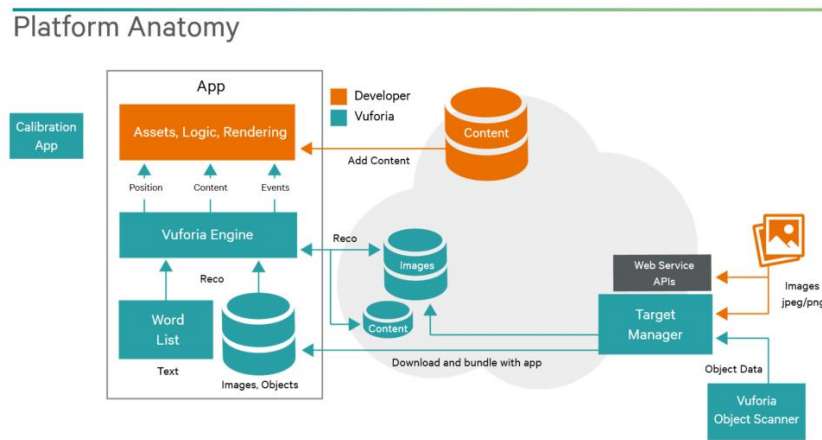 Platform Anatomy
App
Developer
Vuforia
Calibration
App
Assets, Logic, Rendering
Content
Add Content
Position
Content
Events
Vuforia Engine
Reco
Images
Reco
Content
Word
List
Text
Images, Objects
Web Service
APIs
Images
jpeg/png
Target
Manager
Download and bundle with app
Object Data
Vuforia
Object Scanner